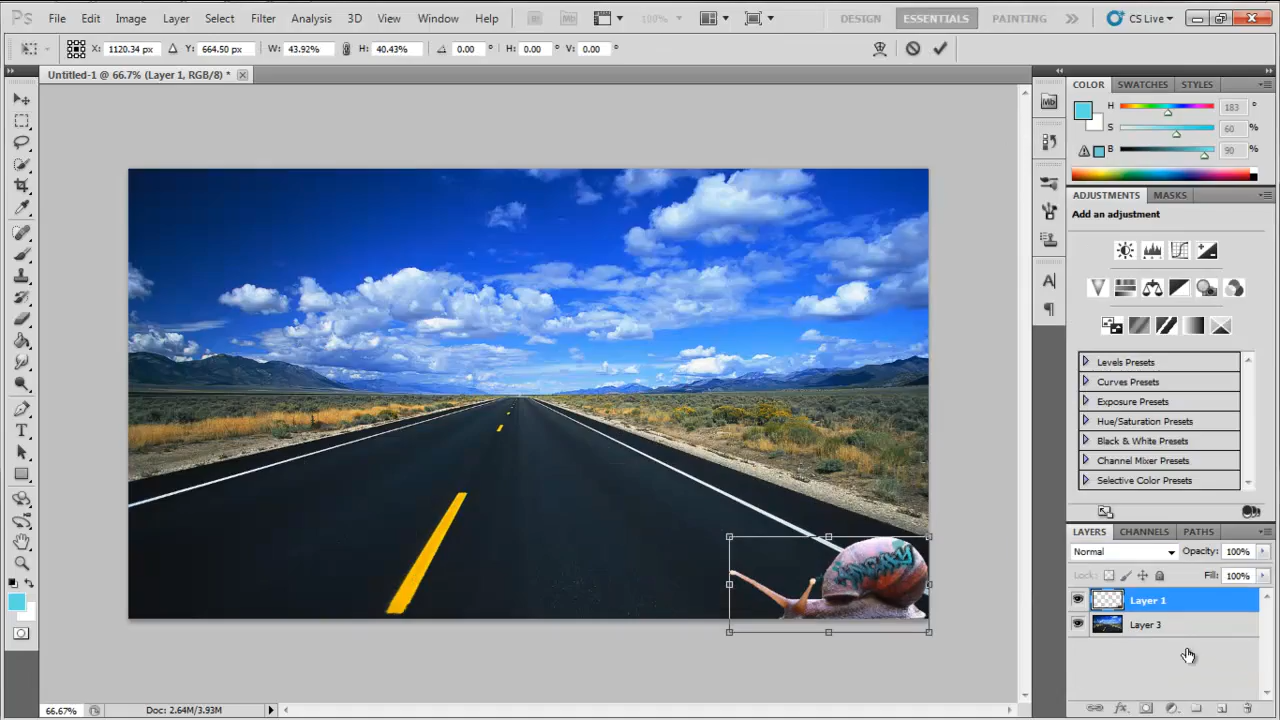 Ps File Edit Image Layer Select Filter Analysis 3D View Window Help Br Mb 100% DESIGN ESSENTIALS PAINTING CS Live
X: 1120.34 px Y: 664.50 px W: 43.92% H: 40.43% 0.00 ° H: 0.00 ° V: 0.00 °
Untitled-1 @ 66.7% (Layer 1, RGB/8) *
COLOR SWATCHES STYLES
H 183 °
S 60 %
B 90 %
ADJUSTMENTS MASKS
Add an adjustment
Levels Presets
Curves Presets
Exposure Presets
Hue/Saturation Presets
Black & White Presets
Channel Mixer Presets
Selective Color Presets
LAYERS CHANNELS PATHS
Normal Opacity: 100%
Lock: Fill: 100%
Layer 1
Layer 3
66.67% Doc: 2.64M/3.93M